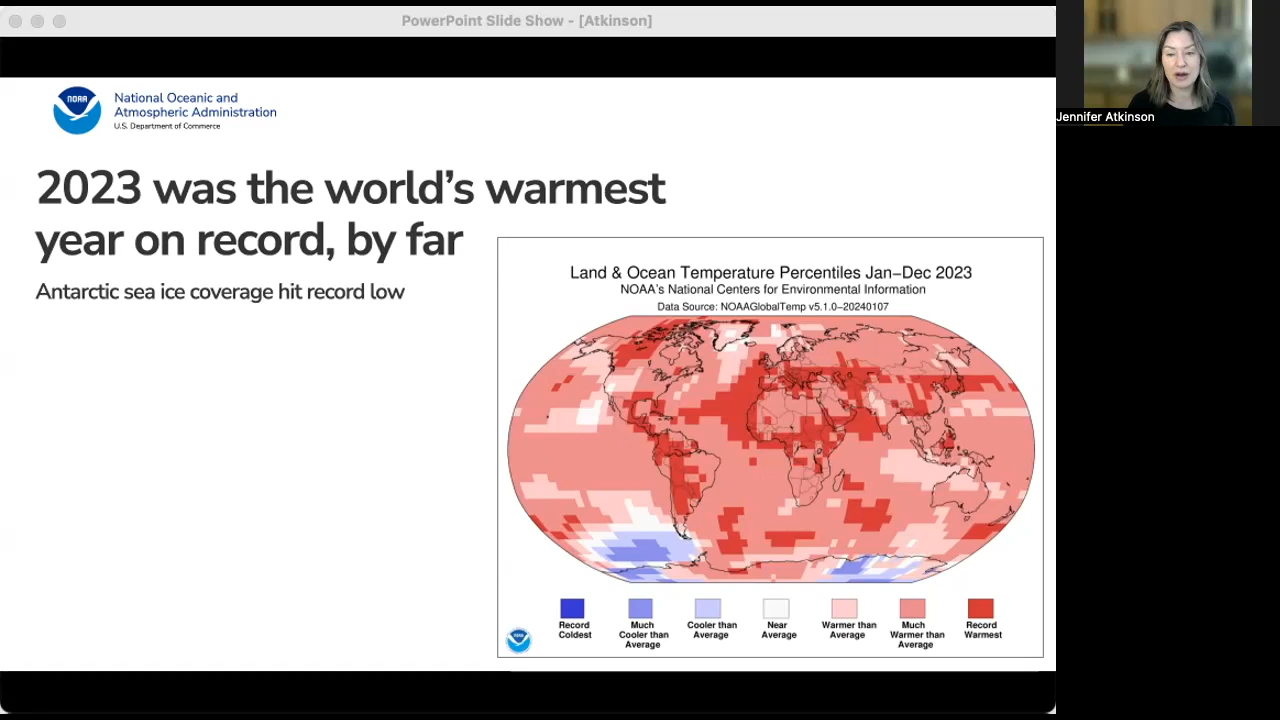 PowerPoint Slide Show - [Atkinson]
Jennifer Atkinson
NOAA
National Oceanic and
Atmospheric Administration
U.S. Department of Commerce
2023 was the world's warmest
year on record, by far
Antarctic sea ice coverage hit record low
Land & Ocean Temperature Percentiles Jan–Dec 2023
NOAA's National Centers for Environmental Information
Data Source: NOAAGlobalTemp v5.1.0–20240107
Record
Coldest
Much
Cooler than
Average
Cooler than
Average
Near
Average
Warmer than
Average
Much
Warmer than
Average
Record
Warmest
NOAA